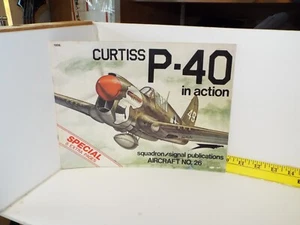 CURTISS P-40
in action
SPECIAL
squadron/signal publications
AIRCRAFT NO. 26